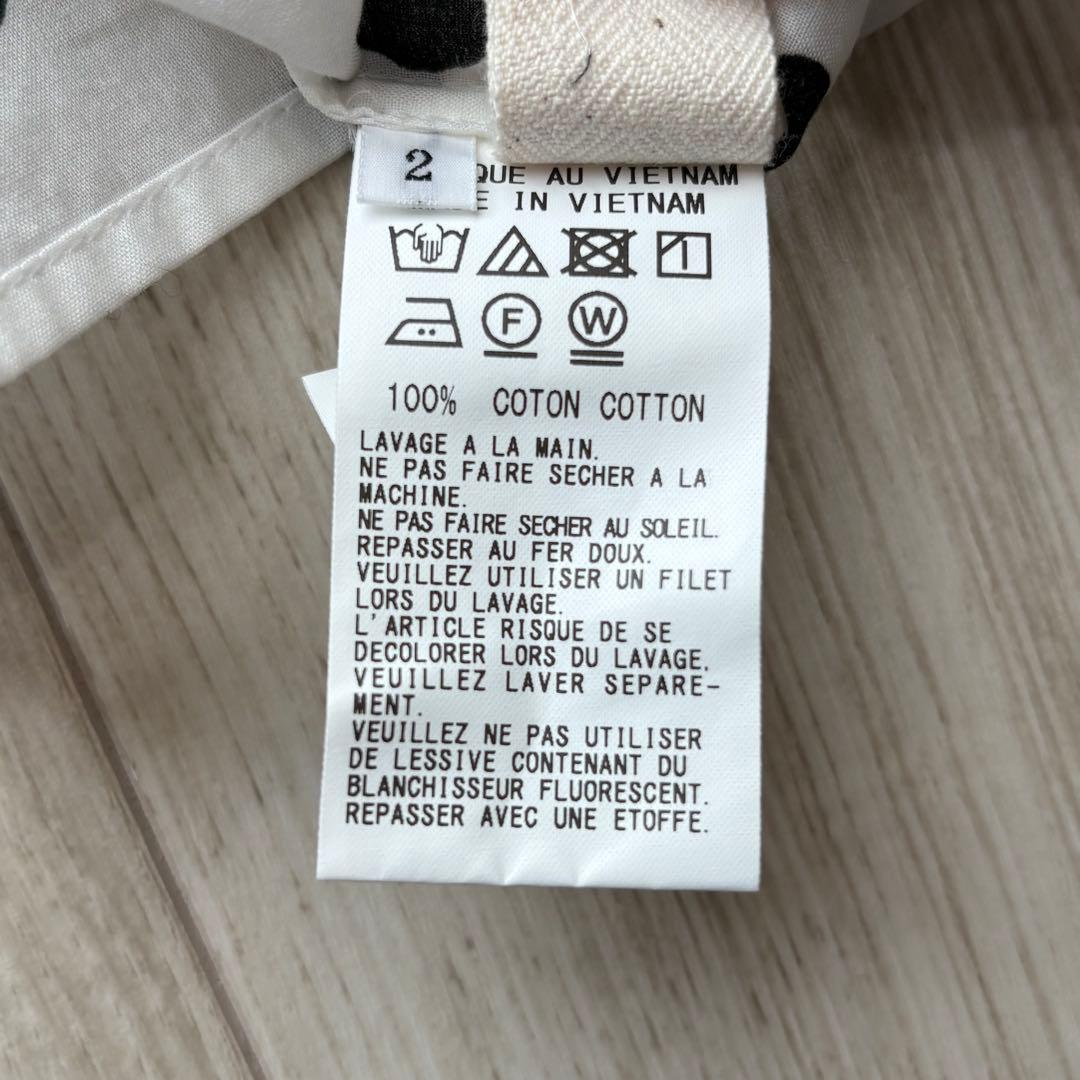 2
QUE AU VIETNAM
E IN VIETNAM
F
W
100% COTON COTTON
LAVAGE A LA MAIN.
NE PAS FAIRE SECHER A LA
MACHINE.
NE PAS FAIRE SECHER AU SOLEIL.
REPASSER AU FER DOUX.
VEUILLEZ UTILISER UN FILET
LORS DU LAVAGE.
L'ARTICLE RISQUE DE SE
DECOLORER LORS DU LAVAGE.
VEUILLEZ LAVER SEPARE-
MENT.
VEUILLEZ NE PAS UTILISER
DE LESSIVE CONTENANT DU
BLANCHISSEUR FLUORESCENT.
REPASSER AVEC UNE ETOFFE.